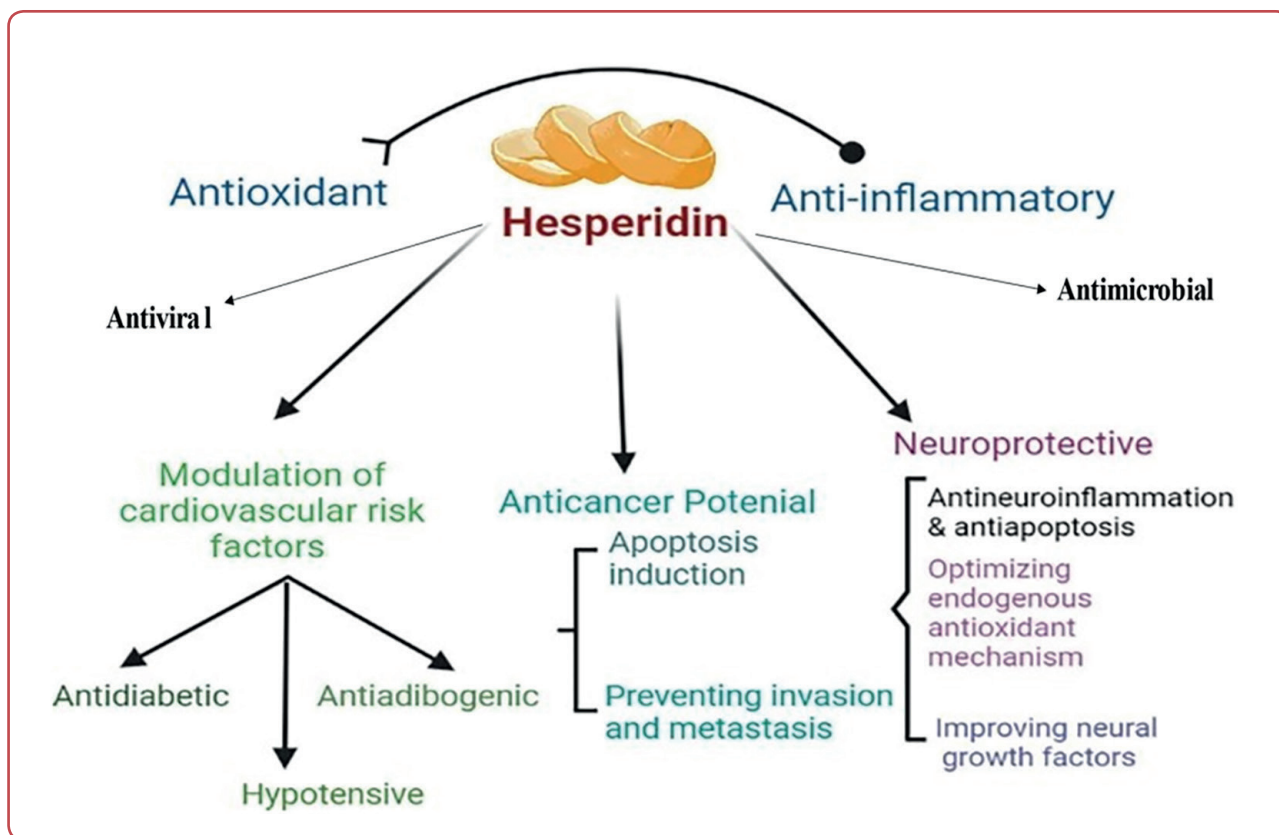 Antioxidant
Hesperidin
Anti-inflammatory
Antiviral
Antimicrobial
Modulation of
cardiovascular risk
factors
Antidiabetic
Antiadibogenic
Hypotensive
Anticancer Potenial
Apoptosis
induction
Preventing invasion
and metastasis
Neuroprotective
Antineuroinflammation
& antiapoptosis
Optimizing
endogenous
antioxidant
mechanism
Improving neural
growth factors